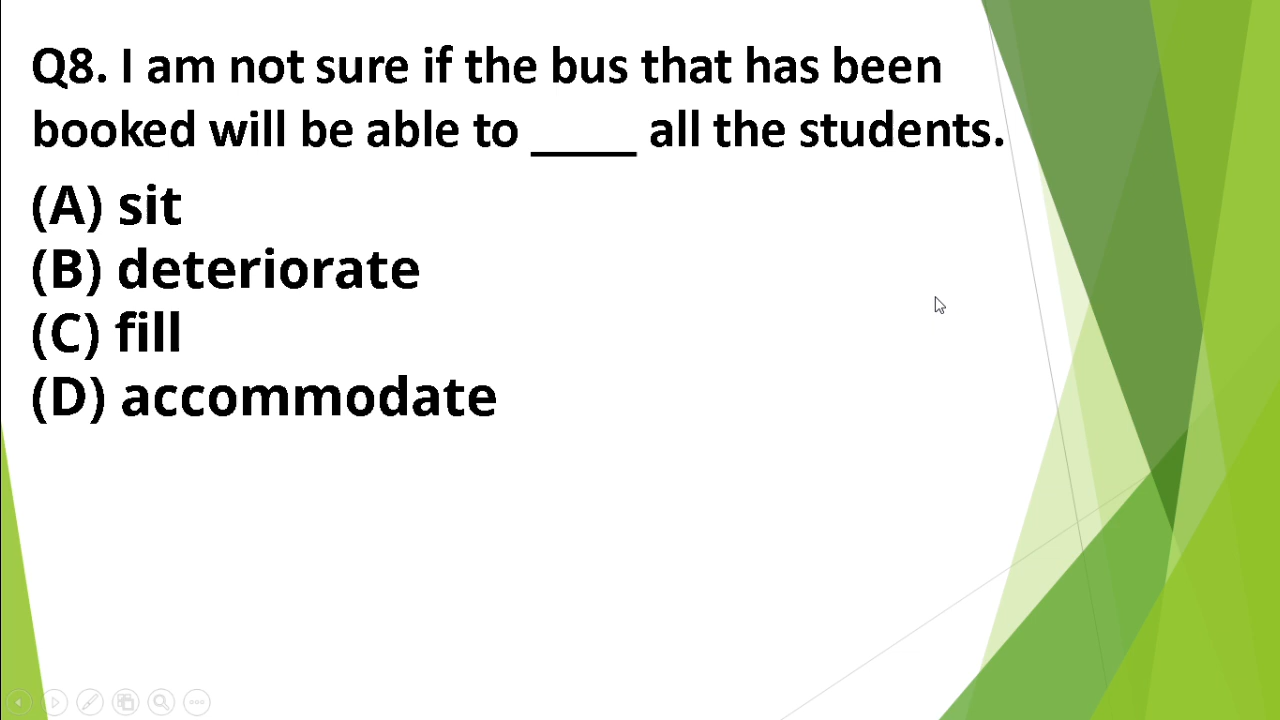 Q8. I am not sure if the bus that has been
booked will be able to ____ all the students.
(A) sit
(B) deteriorate
(C) fill
(D) accommodate